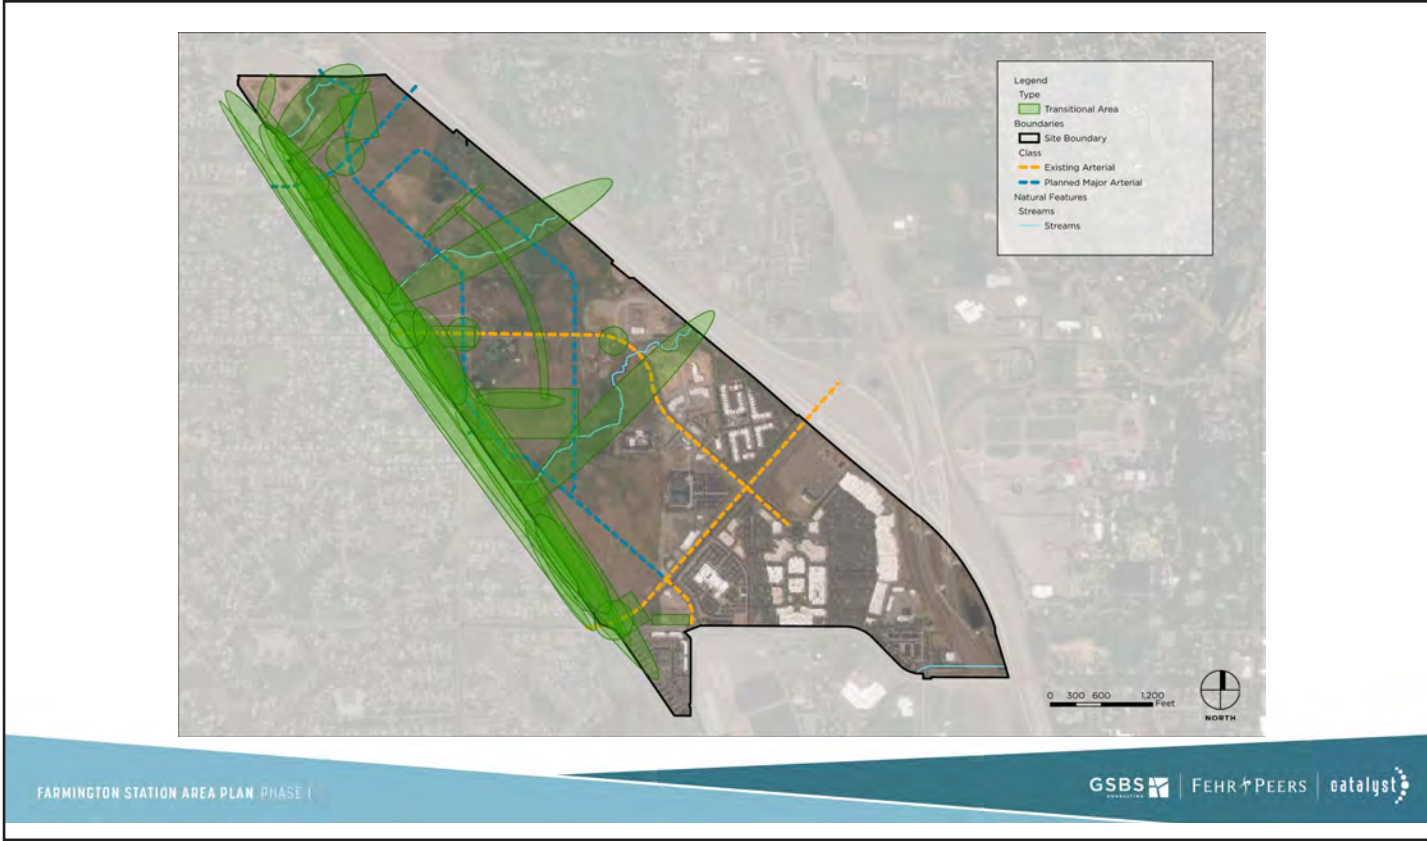 Legend
Type
Transitional Area
Boundaries
Site Boundary
Class
Existing Arterial
Planned Major Arterial
Natural Features
Streams
Streams
0 300 600 1,200
Feet
NORTH
FARMINGTON STATION AREA PLAN PHASE I
GSBS
CONSULTING
FEHR PEERS
catalyst